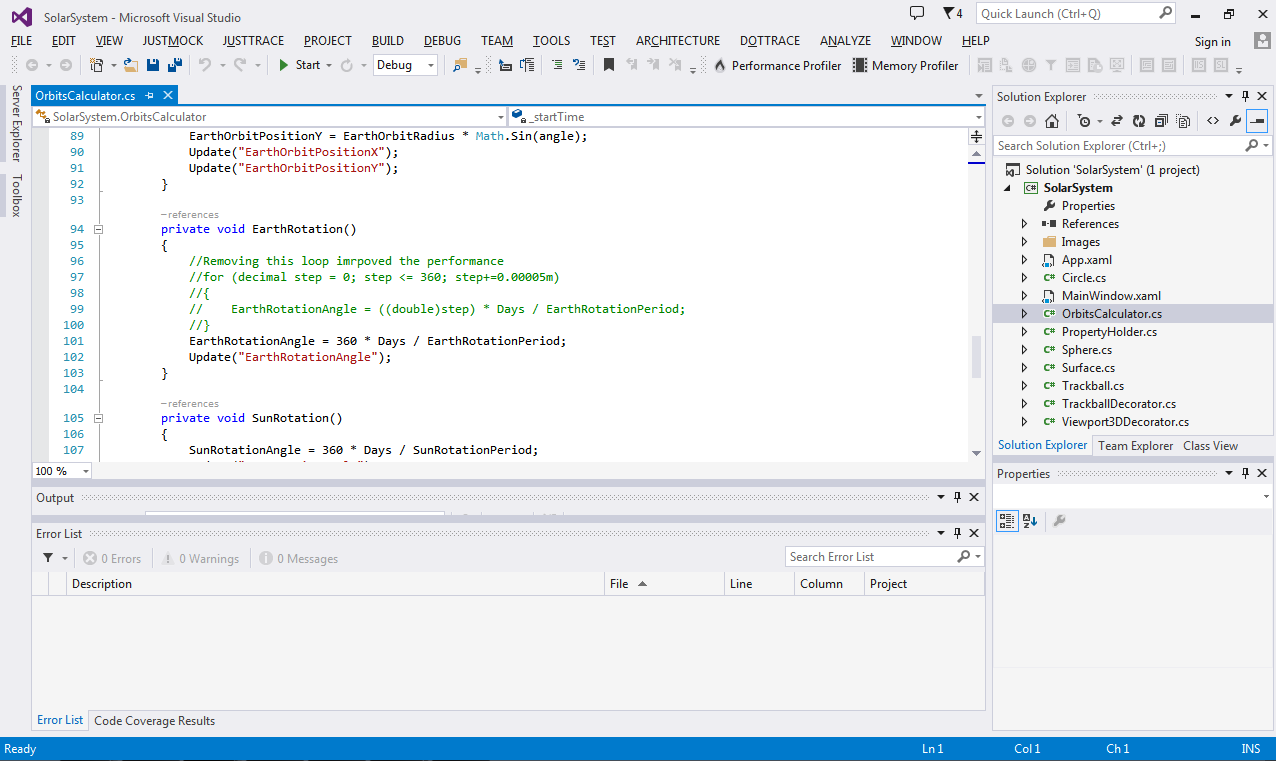 SolarSystem - Microsoft Visual Studio
4
Quick Launch (Ctrl+Q)
FILE EDIT VIEW JUSTMOCK JUSTTRACE PROJECT BUILD DEBUG TEAM TOOLS TEST ARCHITECTURE DOTTRACE ANALYZE WINDOW HELP
Sign in
Start
Debug
Performance Profiler
Memory Profiler
Server Explorer
Toolbox
OrbitsCalculator.cs
SolarSystem.OrbitsCalculator
_startTime
89 EarthOrbitPositionY = EarthOrbitRadius * Math.Sin(angle);
90 Update("EarthOrbitPositionX");
91 Update("EarthOrbitPositionY");
92 }
93
–references
94 private void EarthRotation()
95 {
96 //Removing this loop imrpoved the performance
97 //for (decimal step = 0; step <= 360; step+=0.00005m)
98 //{
99 // EarthRotationAngle = ((double)step) * Days / EarthRotationPeriod;
100 //}
101 EarthRotationAngle = 360 * Days / EarthRotationPeriod;
102 Update("EarthRotationAngle");
103 }
104
–references
105 private void SunRotation()
106 {
107 SunRotationAngle = 360 * Days / SunRotationPeriod;
100 %
Output
Error List
0 Errors
0 Warnings
0 Messages
Search Error List
Description File Line Column Project
Error List
Code Coverage Results
Solution Explorer
Search Solution Explorer (Ctrl+;)
Solution 'SolarSystem' (1 project)
C# SolarSystem
Properties
References
Images
App.xaml
C# Circle.cs
MainWindow.xaml
C# OrbitsCalculator.cs
C# PropertyHolder.cs
C# Sphere.cs
C# Surface.cs
C# Trackball.cs
C# TrackballDecorator.cs
C# Viewport3DDecorator.cs
Solution Explorer Team Explorer Class View
Properties
Ready
Ln 1
Col 1
Ch 1
INS